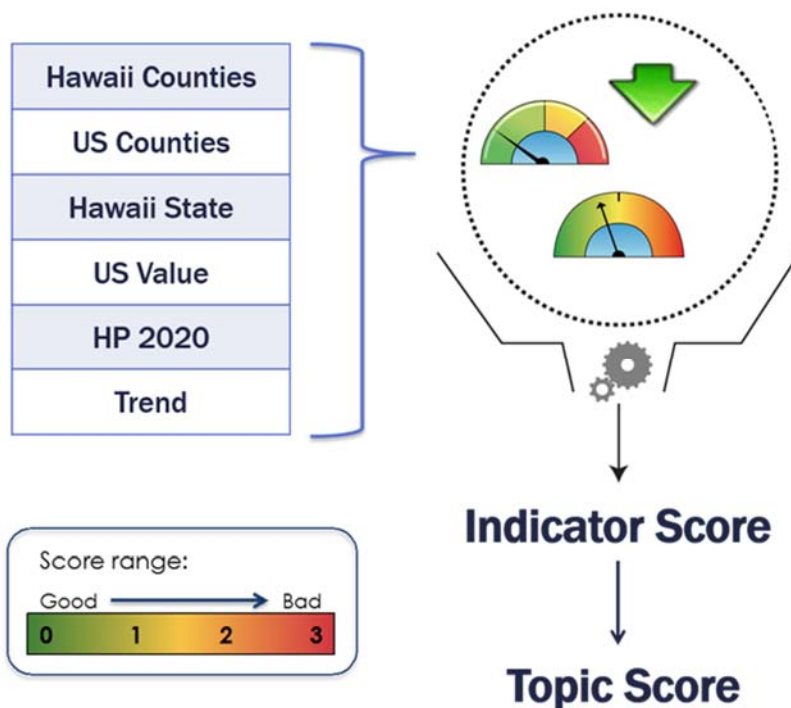 Hawaii Counties
US Counties
Hawaii State
US Value
HP 2020
Trend
Score range:
Good Bad
0 1 2 3
Indicator Score
Topic Score